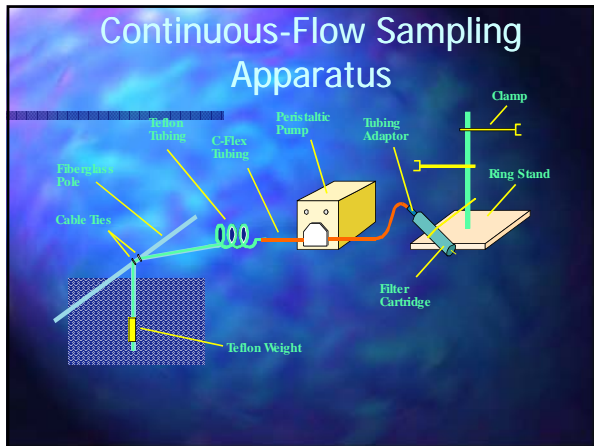 Continuous-Flow Sampling
Apparatus
Clamp
Teflon
Tubing
Peristaltic
Pump
Tubing
Adaptor
C-Flex
Tubing
Fiberglass
Pole
Ring Stand
Cable Ties
Filter
Cartridge
Teflon Weight